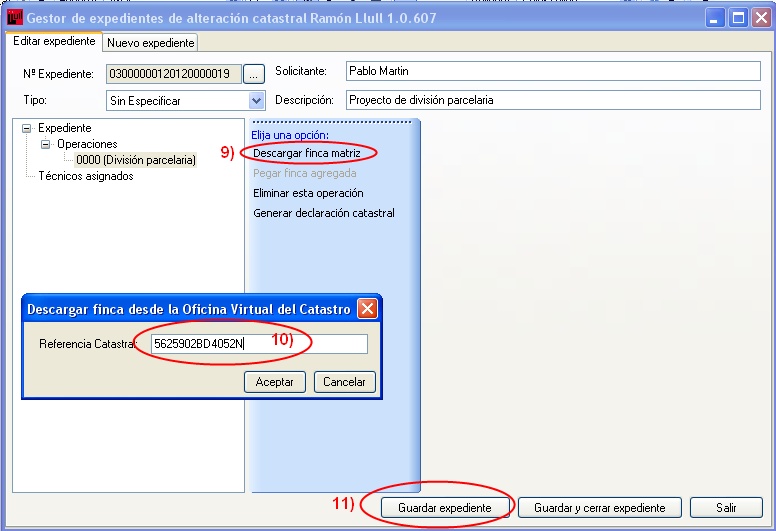 Gestor de expedientes de alteración catastral Ramón Llull 1.0.607
Editar expediente
Nuevo expediente
Nº Expediente: 03000000120120000019 ...
Solicitante: Pablo Martin
Tipo: Sin Especificar
Descripción: Proyecto de división parcelaria
Expediente
Operaciones
0000 (División parcelaria)
Técnicos asignados
Elija una opción:
9) Descargar finca matriz
Pegar finca agregada
Eliminar esta operación
Generar declaración catastral
Descargar finca desde la Oficina Virtual del Catastro
Referencia Catastral: 5625902BD4052N 10)
Aceptar
Cancelar
11) Guardar expediente
Guardar y cerrar expediente
Salir